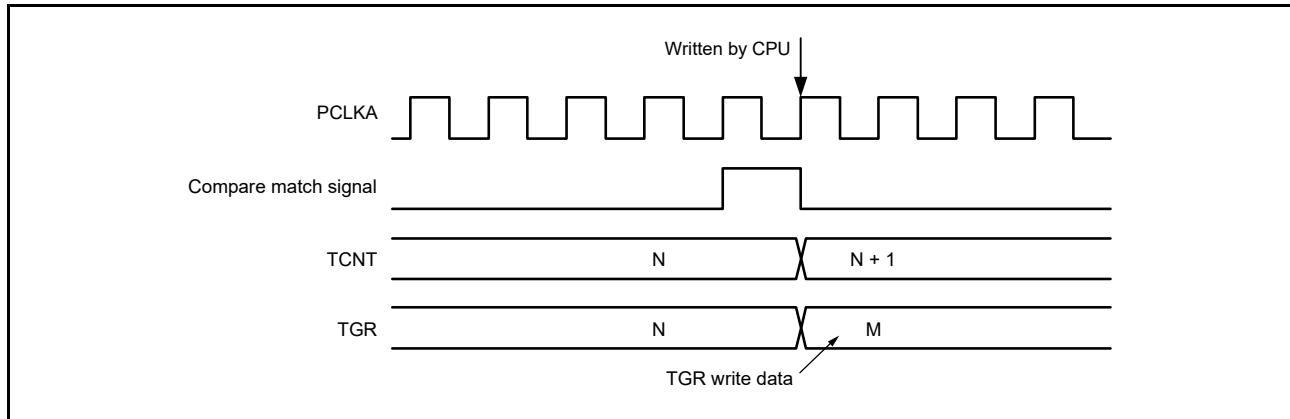 Written by CPU
PCLKA
Compare match signal
TCNT N N + 1
TGR N M
TGR write data